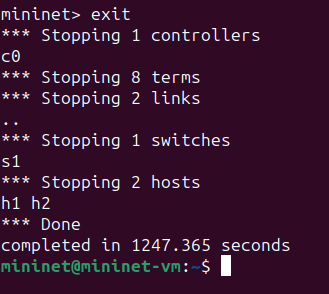 mininet> exit
*** Stopping 1 controllers
c0
*** Stopping 8 terms
*** Stopping 2 links
..
*** Stopping 1 switches
s1
*** Stopping 2 hosts
h1 h2
*** Done
completed in 1247.365 seconds
mininet@mininet-vm:~$